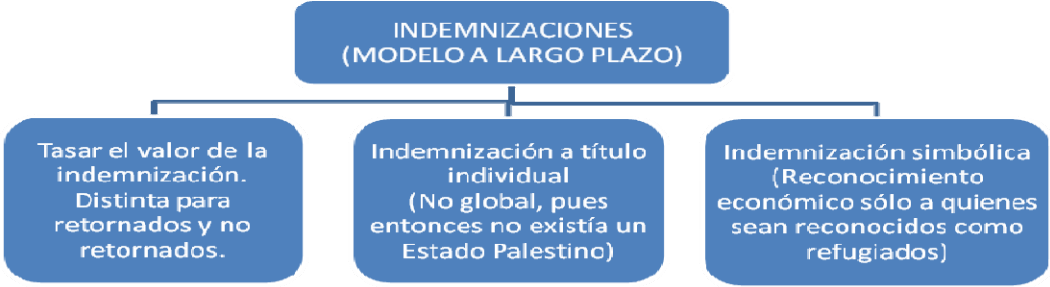 INDEMNIZACIONES
(MODELO A LARGO PLAZO)
Tasar el valor de la
indemnización.
Distinta para
retornados y no
retornados.
Indemnización a título
individual
(No global, pues
entonces no existía un
Estado Palestino)
Indemnización simbólica
(Reconocimiento
económico sólo a quienes
sean reconocidos como
refugiados)